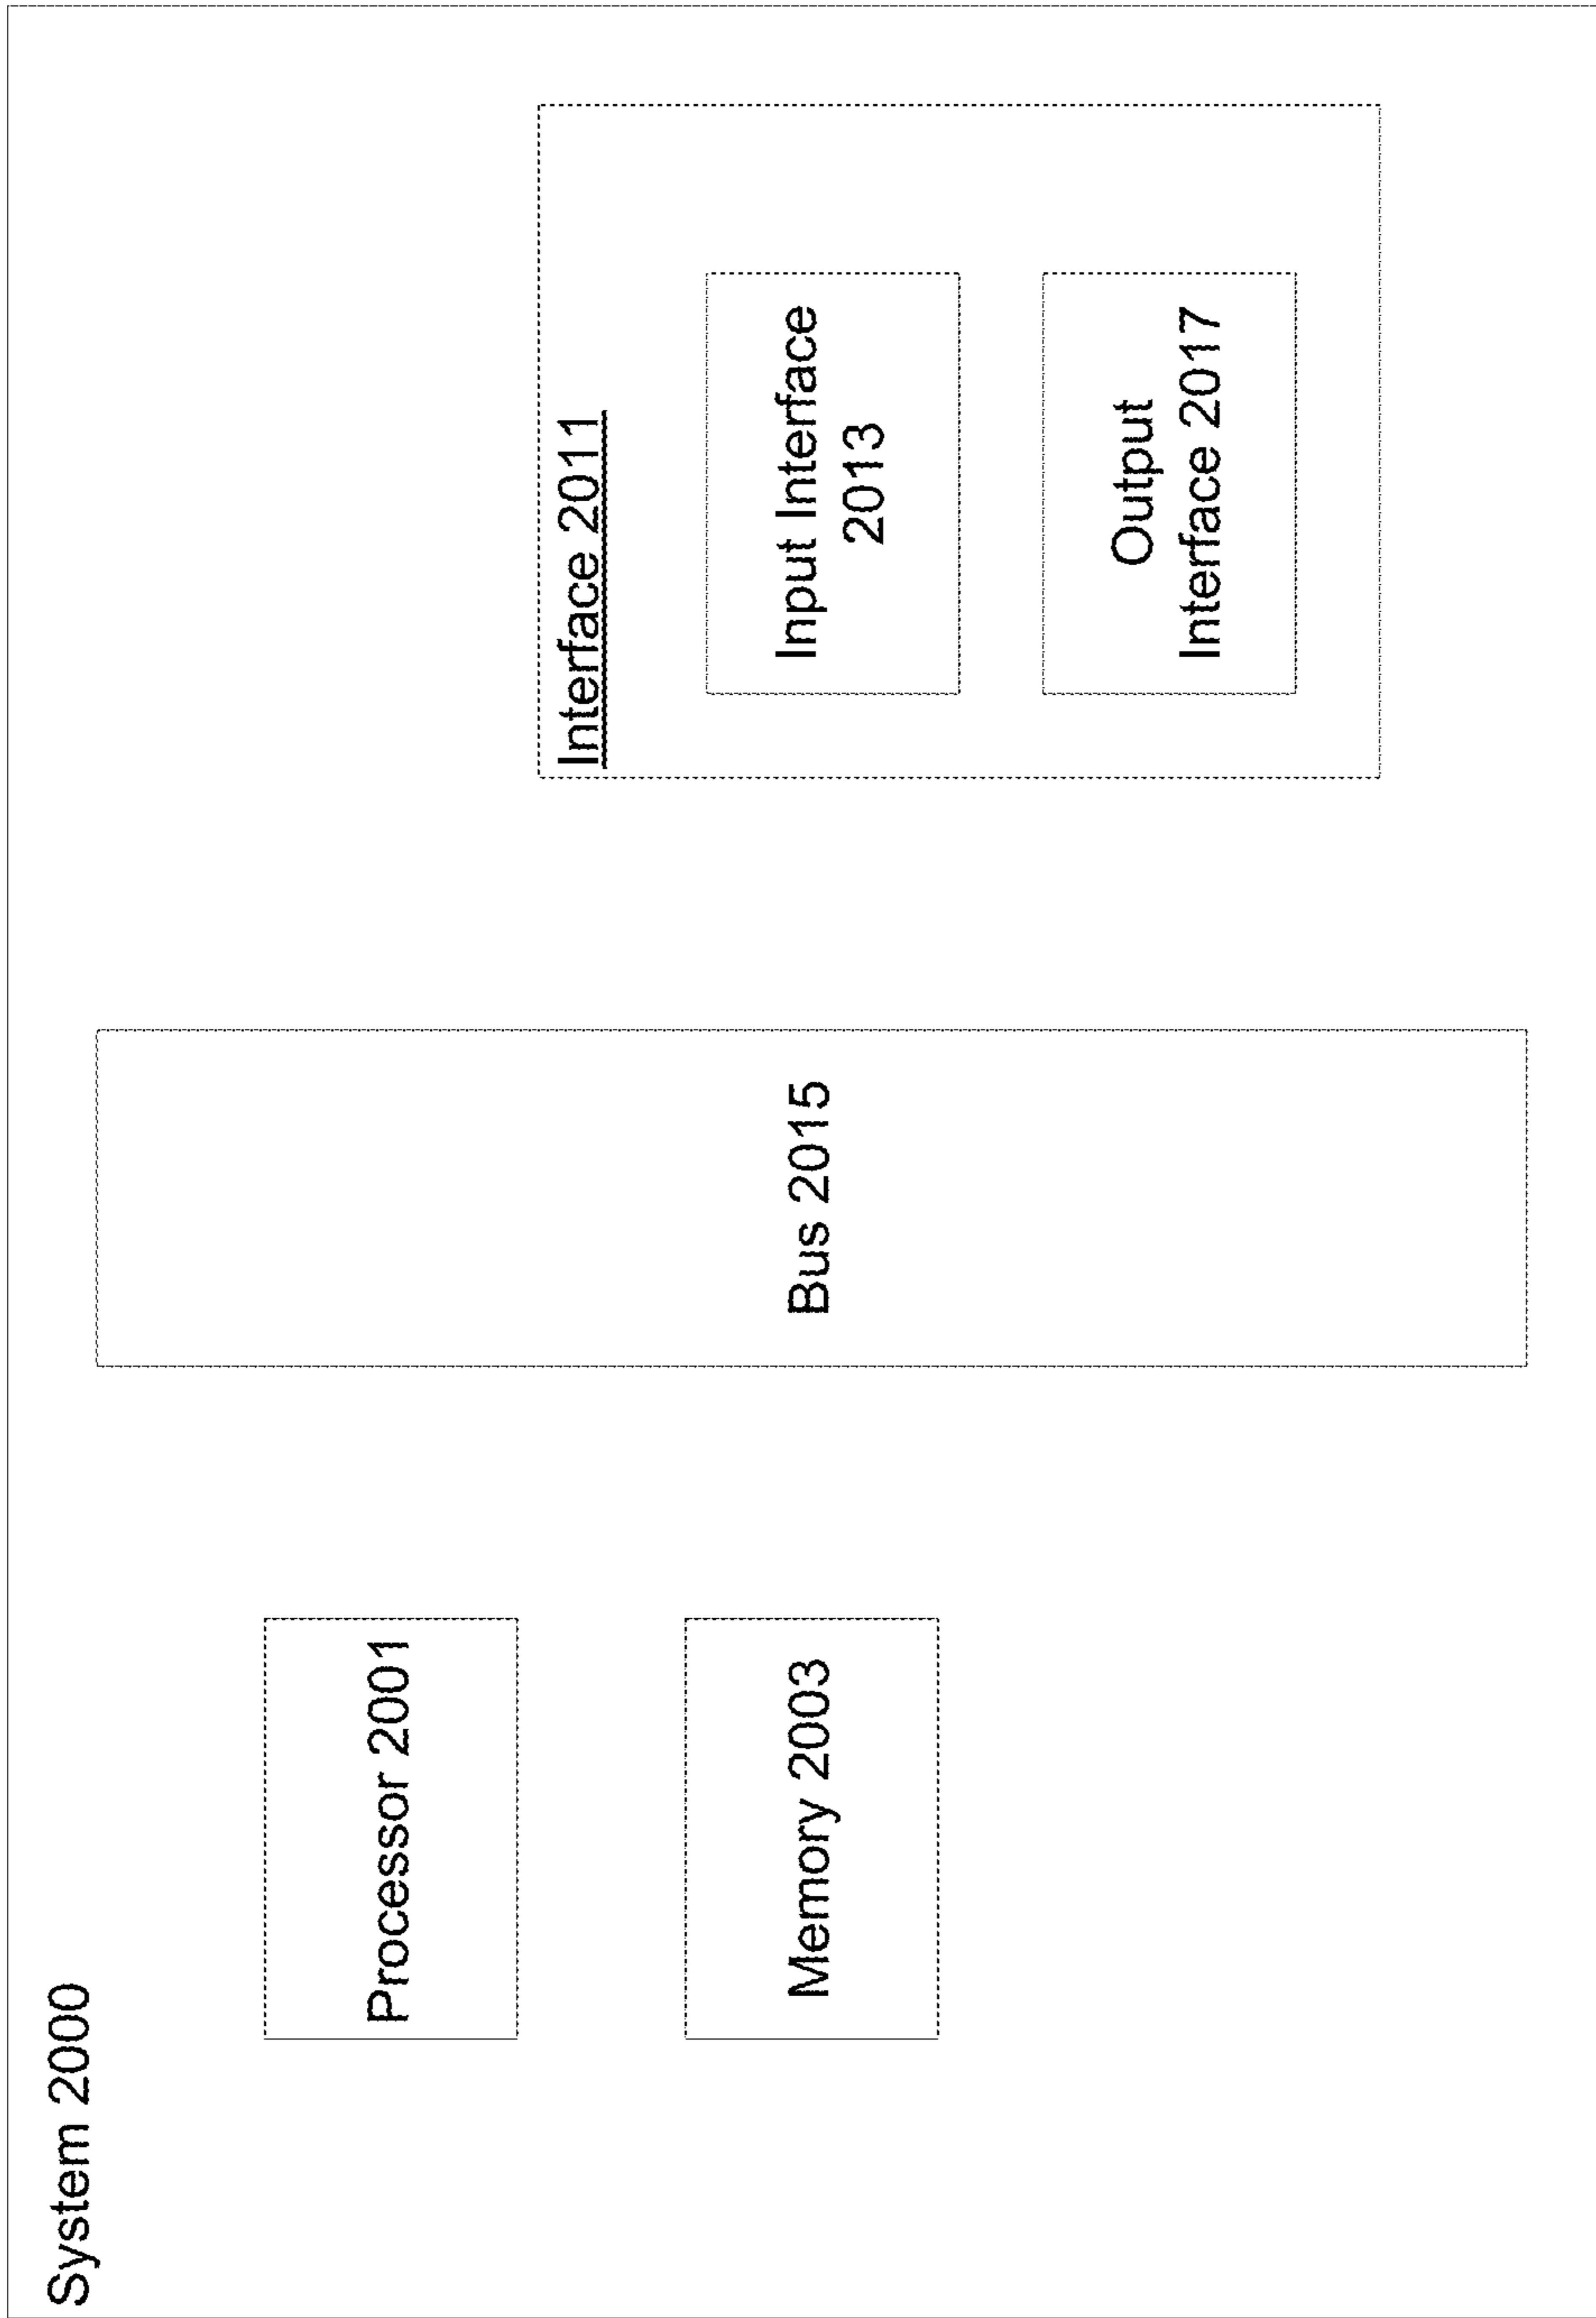 System 2000
Processor 2001
Memory 2003
Bus 2015
Interface 2011
Input Interface
2013
Output
Interface 2017